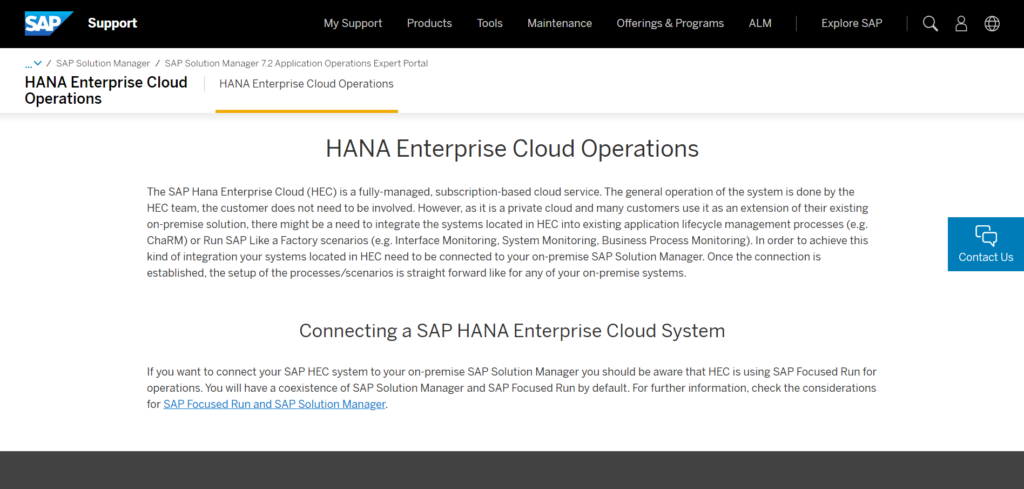 SAP Support My Support Products Tools Maintenance Offerings & Programs ALM Explore SAP
... / SAP Solution Manager / SAP Solution Manager 7.2 Application Operations Expert Portal
HANA Enterprise Cloud
Operations
HANA Enterprise Cloud Operations
HANA Enterprise Cloud Operations
The SAP Hana Enterprise Cloud (HEC) is a fully-managed, subscription-based cloud service. The general operation of the system is done by the
HEC team, the customer does not need to be involved. However, as it is a private cloud and many customers use it as an extension of their existing
on-premise solution, there might be a need to integrate the systems located in HEC into existing application lifecycle management processes (e.g.
ChaRM) or Run SAP Like a Factory scenarios (e.g. Interface Monitoring, System Monitoring, Business Process Monitoring). In order to achieve this
kind of integration your systems located in HEC need to be connected to your on-premise SAP Solution Manager. Once the connection is
established, the setup of the processes/scenarios is straight forward like for any of your on-premise systems.
Contact Us
Connecting a SAP HANA Enterprise Cloud System
If you want to connect your SAP HEC system to your on-premise SAP Solution Manager you should be aware that HEC is using SAP Focused Run for
operations. You will have a coexistence of SAP Solution Manager and SAP Focused Run by default. For further information, check the considerations
for SAP Focused Run and SAP Solution Manager.